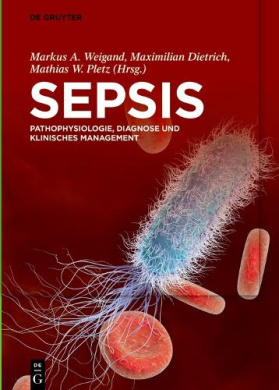 DE GRUYTER
Markus A. Weigand, Maximilian Dietrich,
Mathias W. Pletz (Hrsg.)
SEPSIS
PATHOPHYSIOLOGIE, DIAGNOSE UND
KLINISCHES MANAGEMENT
DE
G